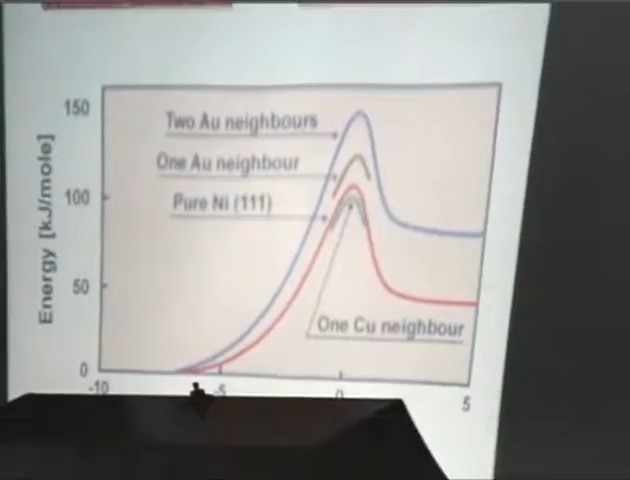 150
Two Au neighbours
One Au neighbour
100
Pure Ni (111)
Energy [kJ/mole]
50
One Cu neighbour
0
-10
-5
0
5